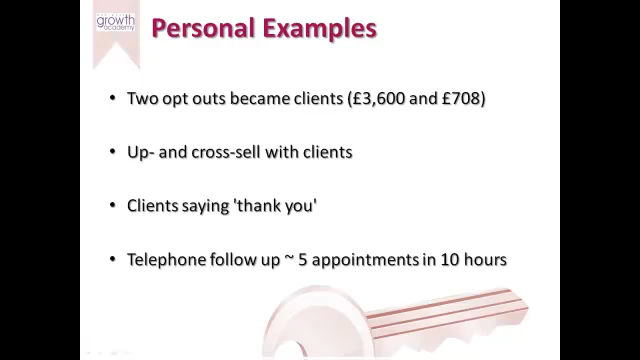 growth
academy
Personal Examples
• Two opt outs became clients (£3,600 and £708)
• Up- and cross-sell with clients
• Clients saying 'thank you'
• Telephone follow up ~ 5 appointments in 10 hours